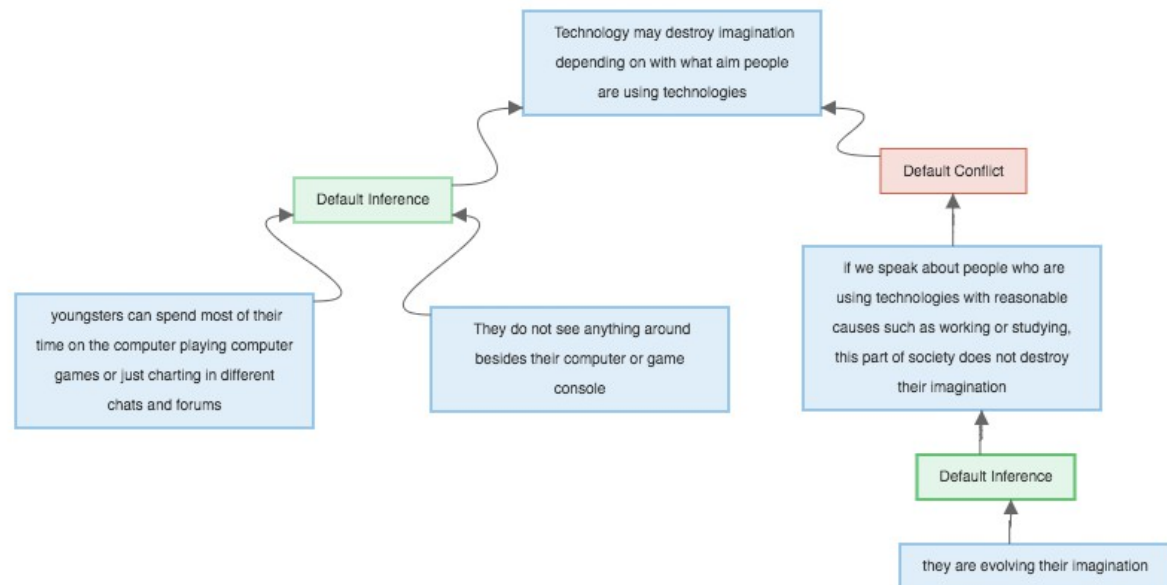 Technology may destroy imagination
depending on with what aim people
are using technologies
Default Conflict
Default Inference
if we speak about people who are
using technologies with reasonable
causes such as working or studying,
this part of society does not destroy
their imagination
youngsters can spend most of their
time on the computer playing computer
games or just charting in different
chats and forums
They do not see anything around
besides their computer or game
console
Default Inference
they are evolving their imagination